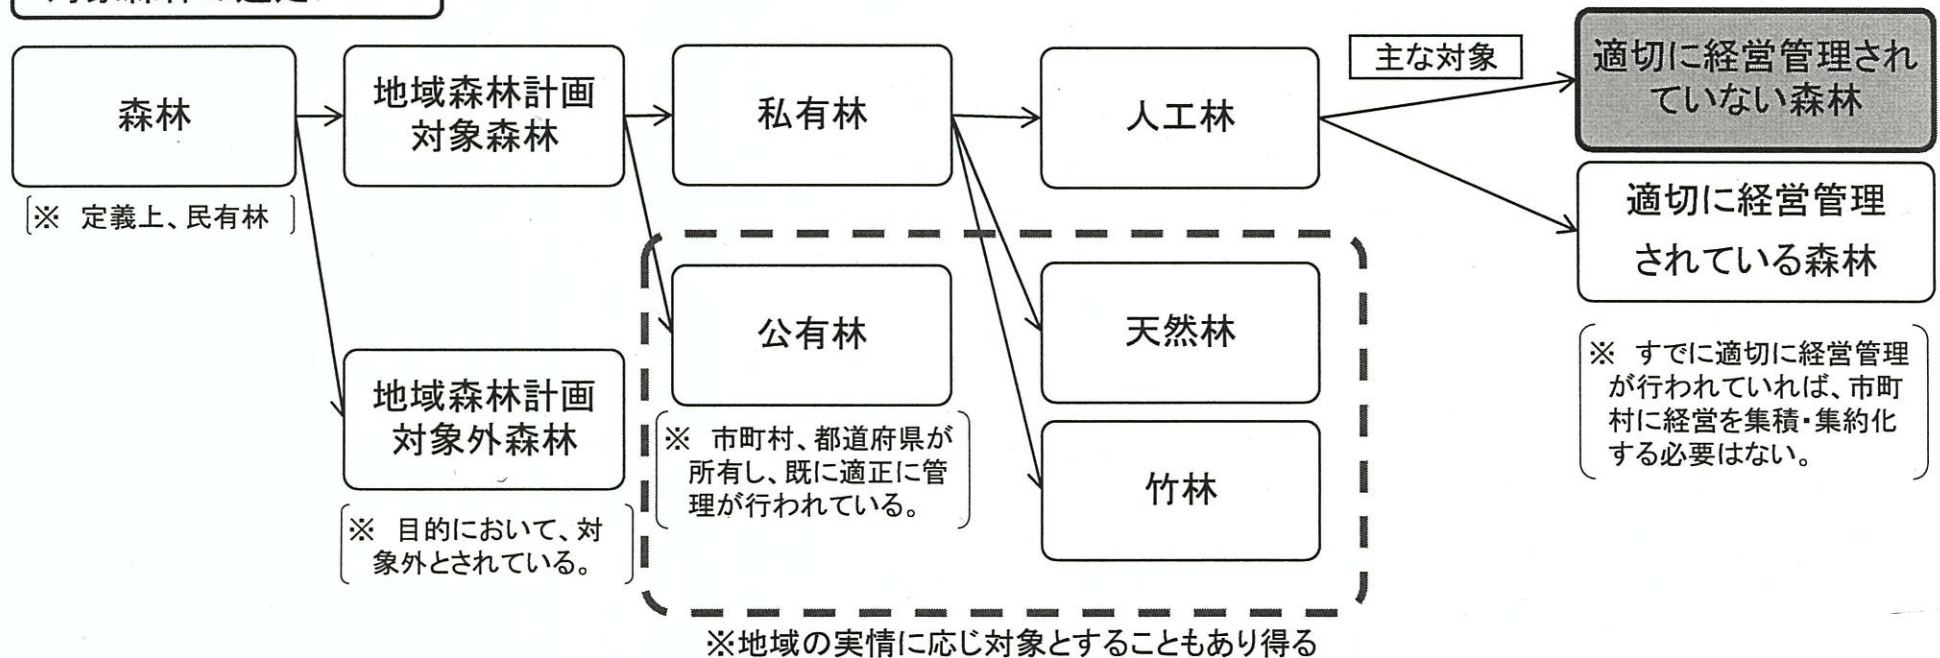 森林
[※ 定義上、民有林]
地域森林計画
対象森林
地域森林計画
対象外森林
※ 目的において、対
象外とされている。
私有林
公有林
※ 市町村、都道府県が
所有し、既に適正に管
理が行われている。
人工林
天然林
竹林
※地域の実情に応じ対象とすることもあり得る
主な対象
適切に経営管理され
ていない森林
適切に経営管理
されている森林
※ すでに適切に経営管理
が行われていれば、市町
村に経営を集積・集約化
する必要はない。